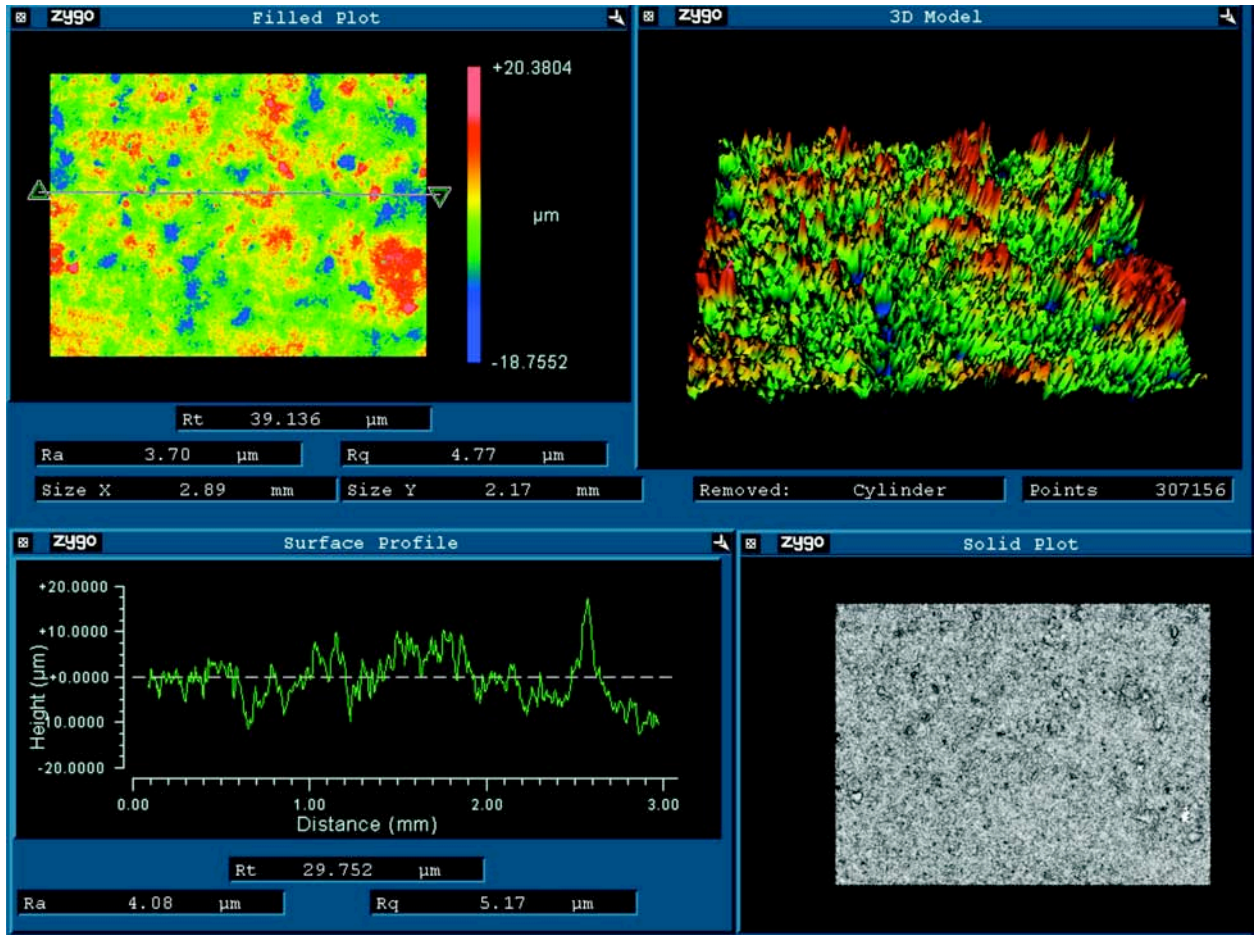 zygo Filled Plot
+20.3804
µm
-18.7552
Rt 39.136 µm
Ra 3.70 µm
Rq 4.77 µm
Size X 2.89 mm
Size Y 2.17 mm
zygo 3D Model
Removed: Cylinder
Points 307156
zygo Surface Profile
+20.0000
+10.0000
+0.0000
-10.0000
-20.0000
Height (µm)
0.00 1.00 2.00 3.00
Distance (mm)
Rt 29.752 µm
Ra 4.08 µm
Rq 5.17 µm
zygo Solid Plot